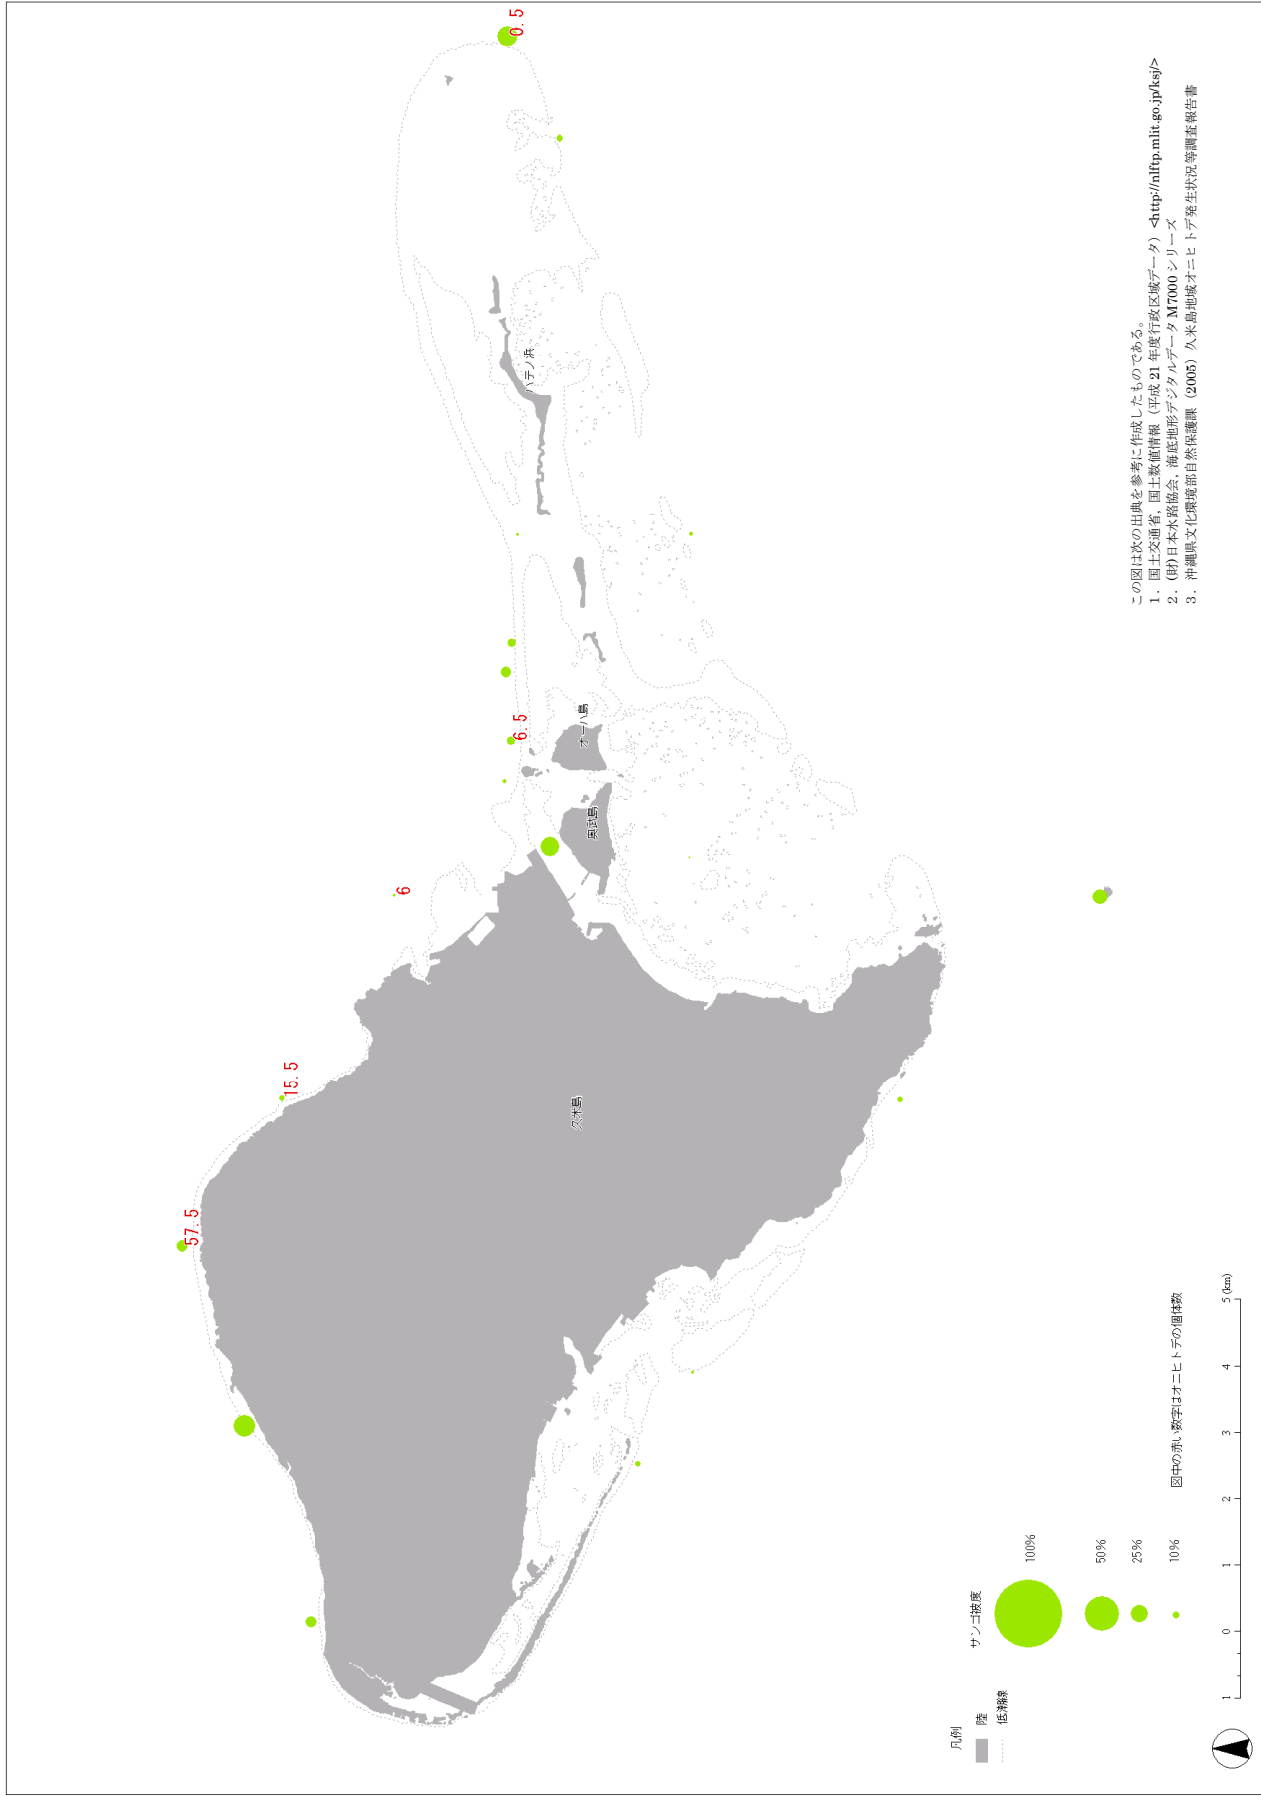 0.5
ハテノ浜
6.5
オーハ島
奥武島
6
15.5
久米島
57.5
この図は次の出典を参考に作成したものである。
1. 国土交通省, 国土数値情報（平成 21 年度行政区域データ）<http://nlftp.mlit.go.jp/ksj/>
2. (財)日本水路協会, 海底地形デジタルデータ M7000 シリーズ
3. 沖縄県文化環境部自然保護課（2005）久米島地域オニヒトデ発生状況等調査報告書
凡例
陸
低潮線
サンゴ被度
100%
50%
25%
10%
図中の赤い数字はオニヒトデの個体数
1 0 1 2 3 4 5 (km)